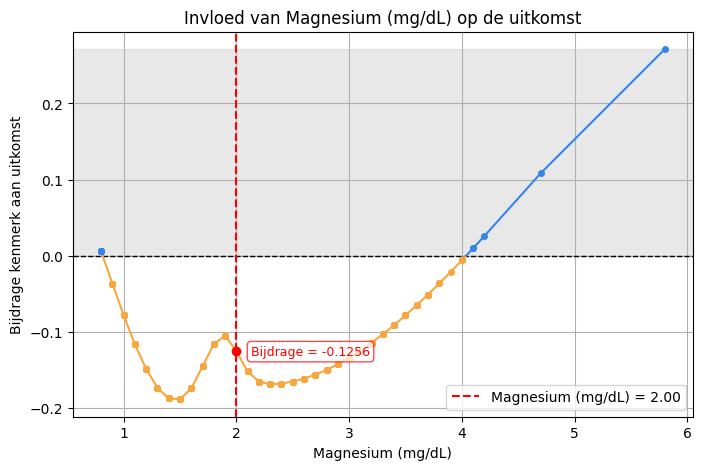 Invloed van Magnesium (mg/dL) op de uitkomst
Bijdrage kenmerk aan uitkomst
0.2
0.1
0.0
−0.1
−0.2
Bijdrage = -0.1256
Magnesium (mg/dL) = 2.00
1 2 3 4 5 6
Magnesium (mg/dL)